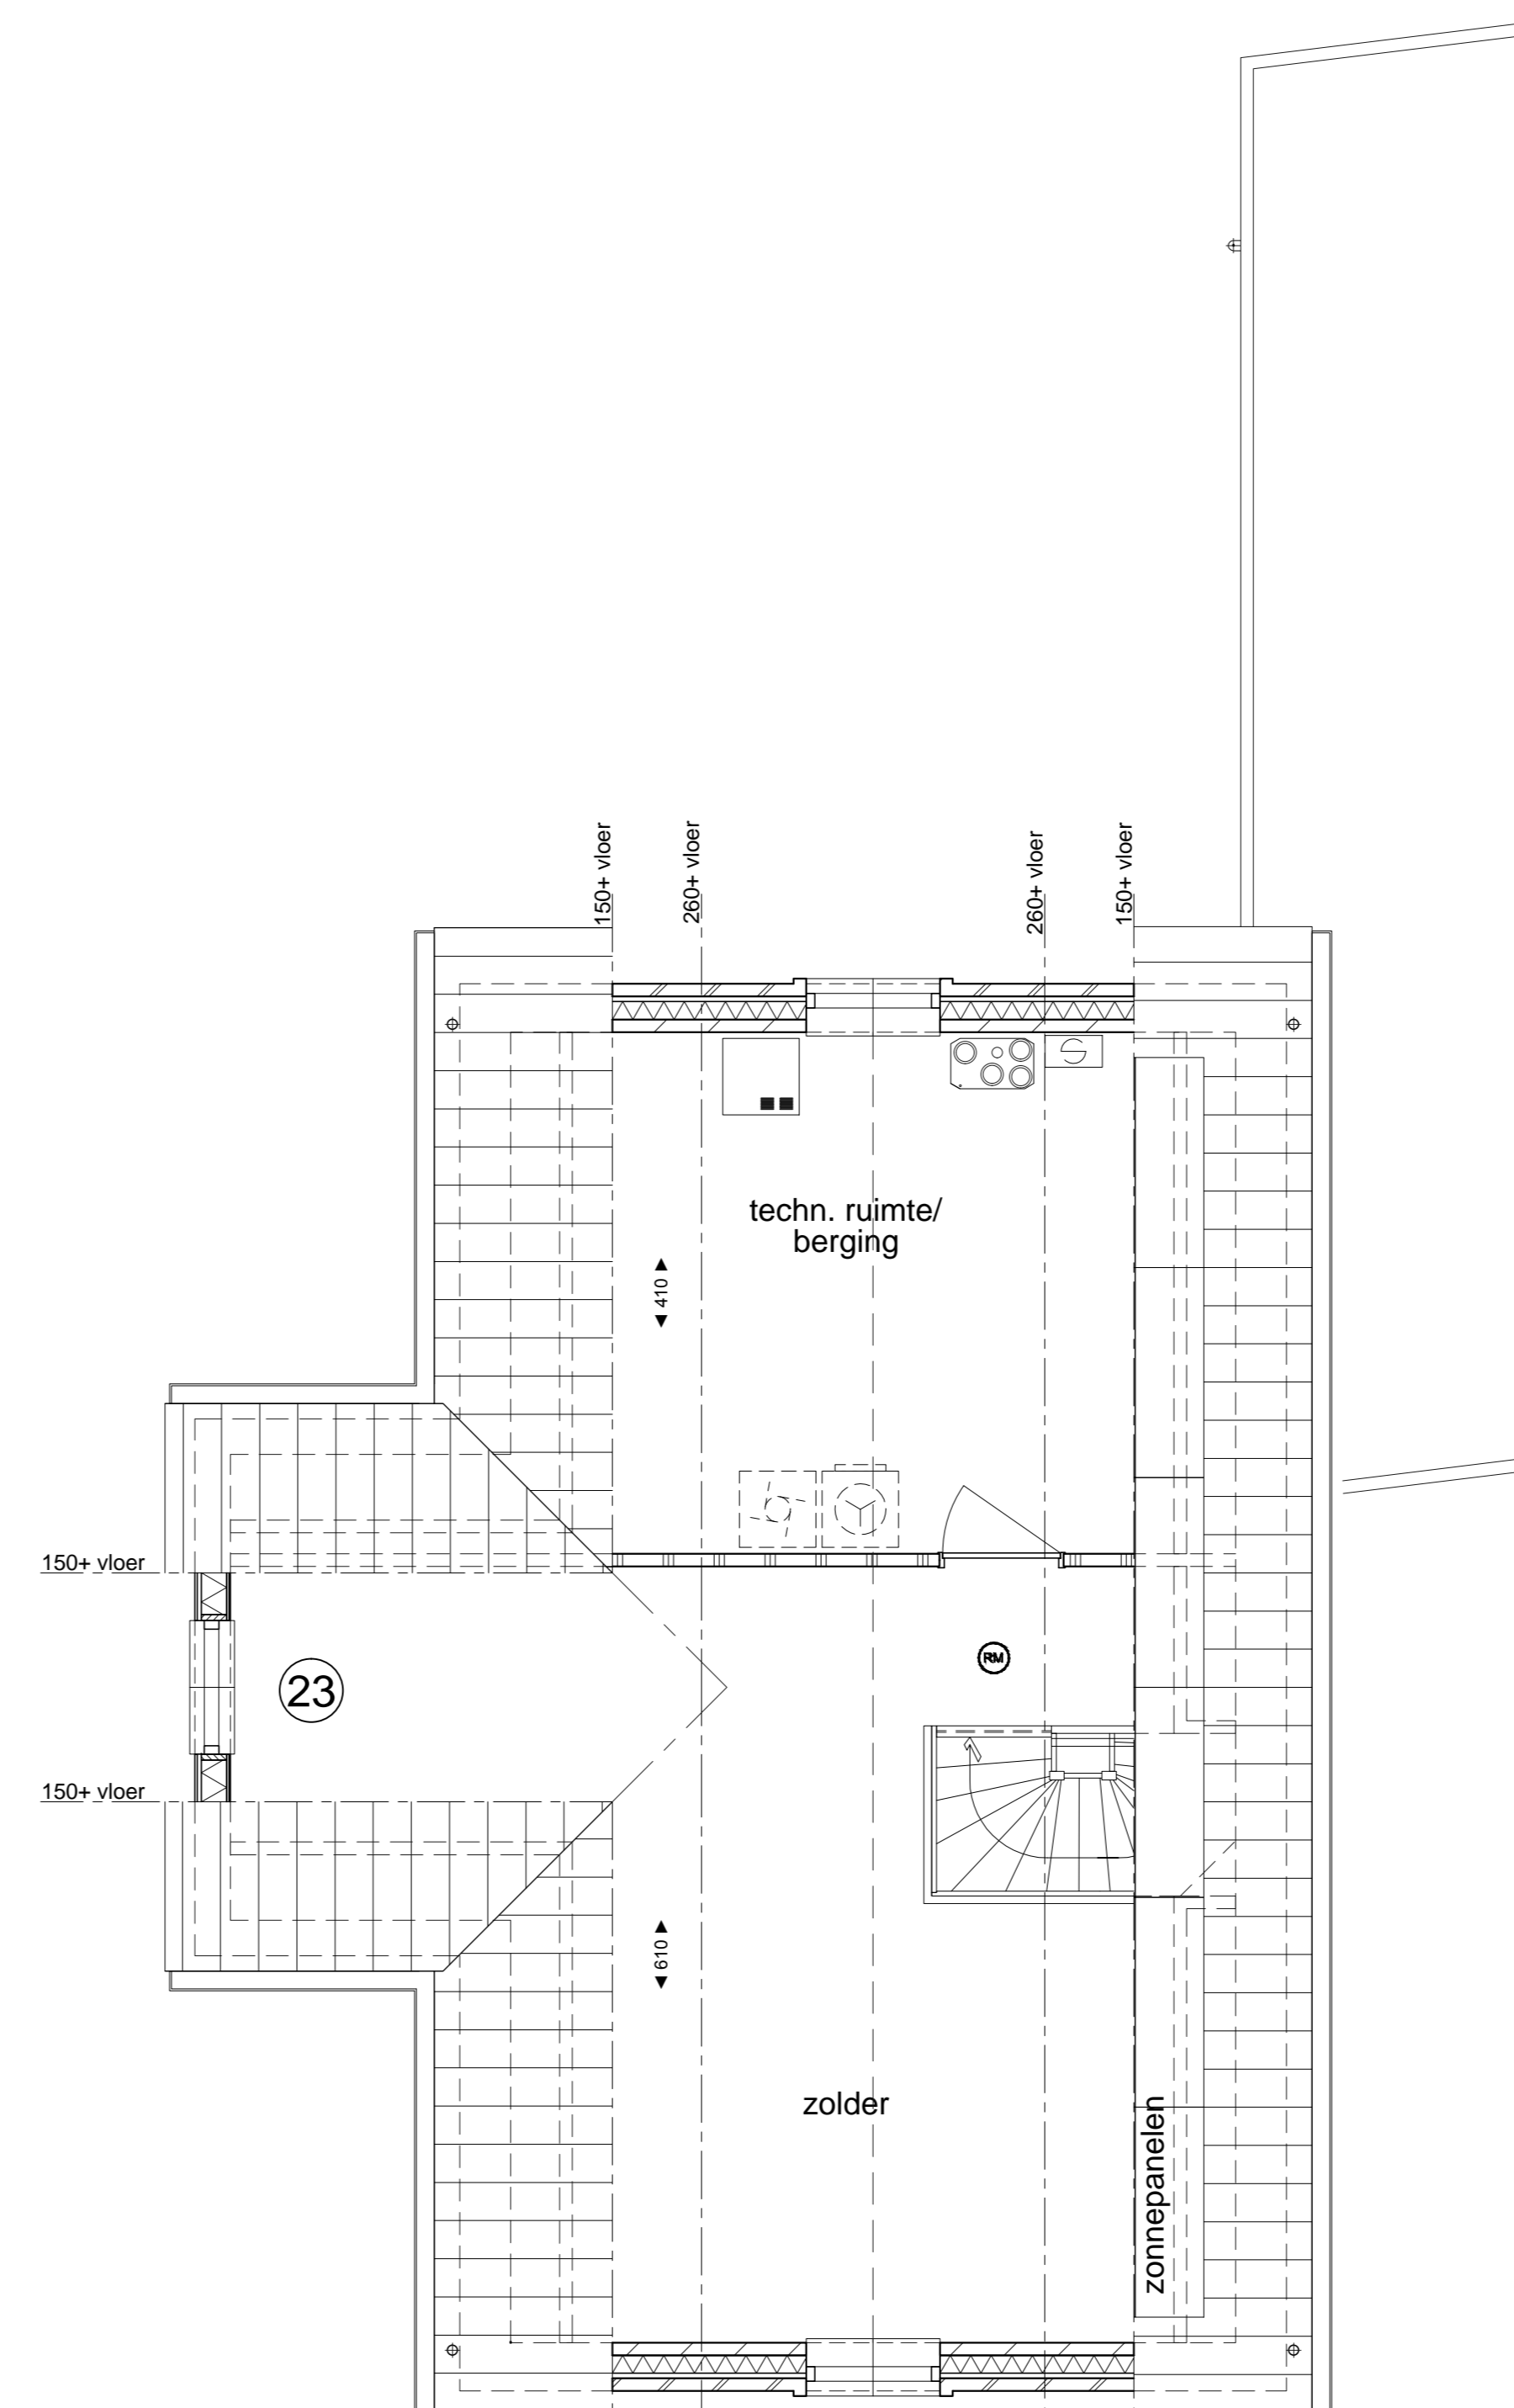 150+ vloer
260+ vloer
260+ vloer
150+ vloer
techn. ruimte/
berging
410
150+ vloer
RM
23
150+ vloer
610
zolder
zonnepanelen